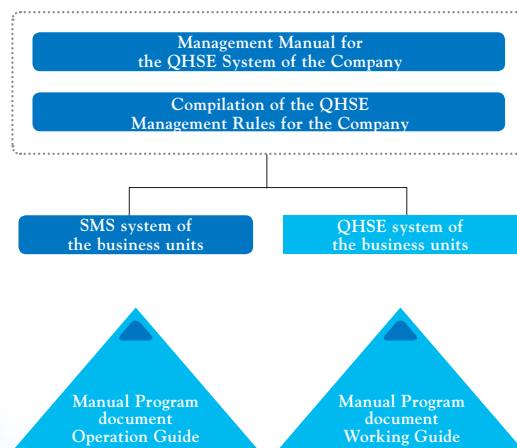 Management Manual for
the QHSE System of the Company
Compilation of the QHSE
Management Rules for the Company
SMS system of
the business units
QHSE system of
the business units
Manual Program
document
Operation Guide
Manual Program
document
Working Guide